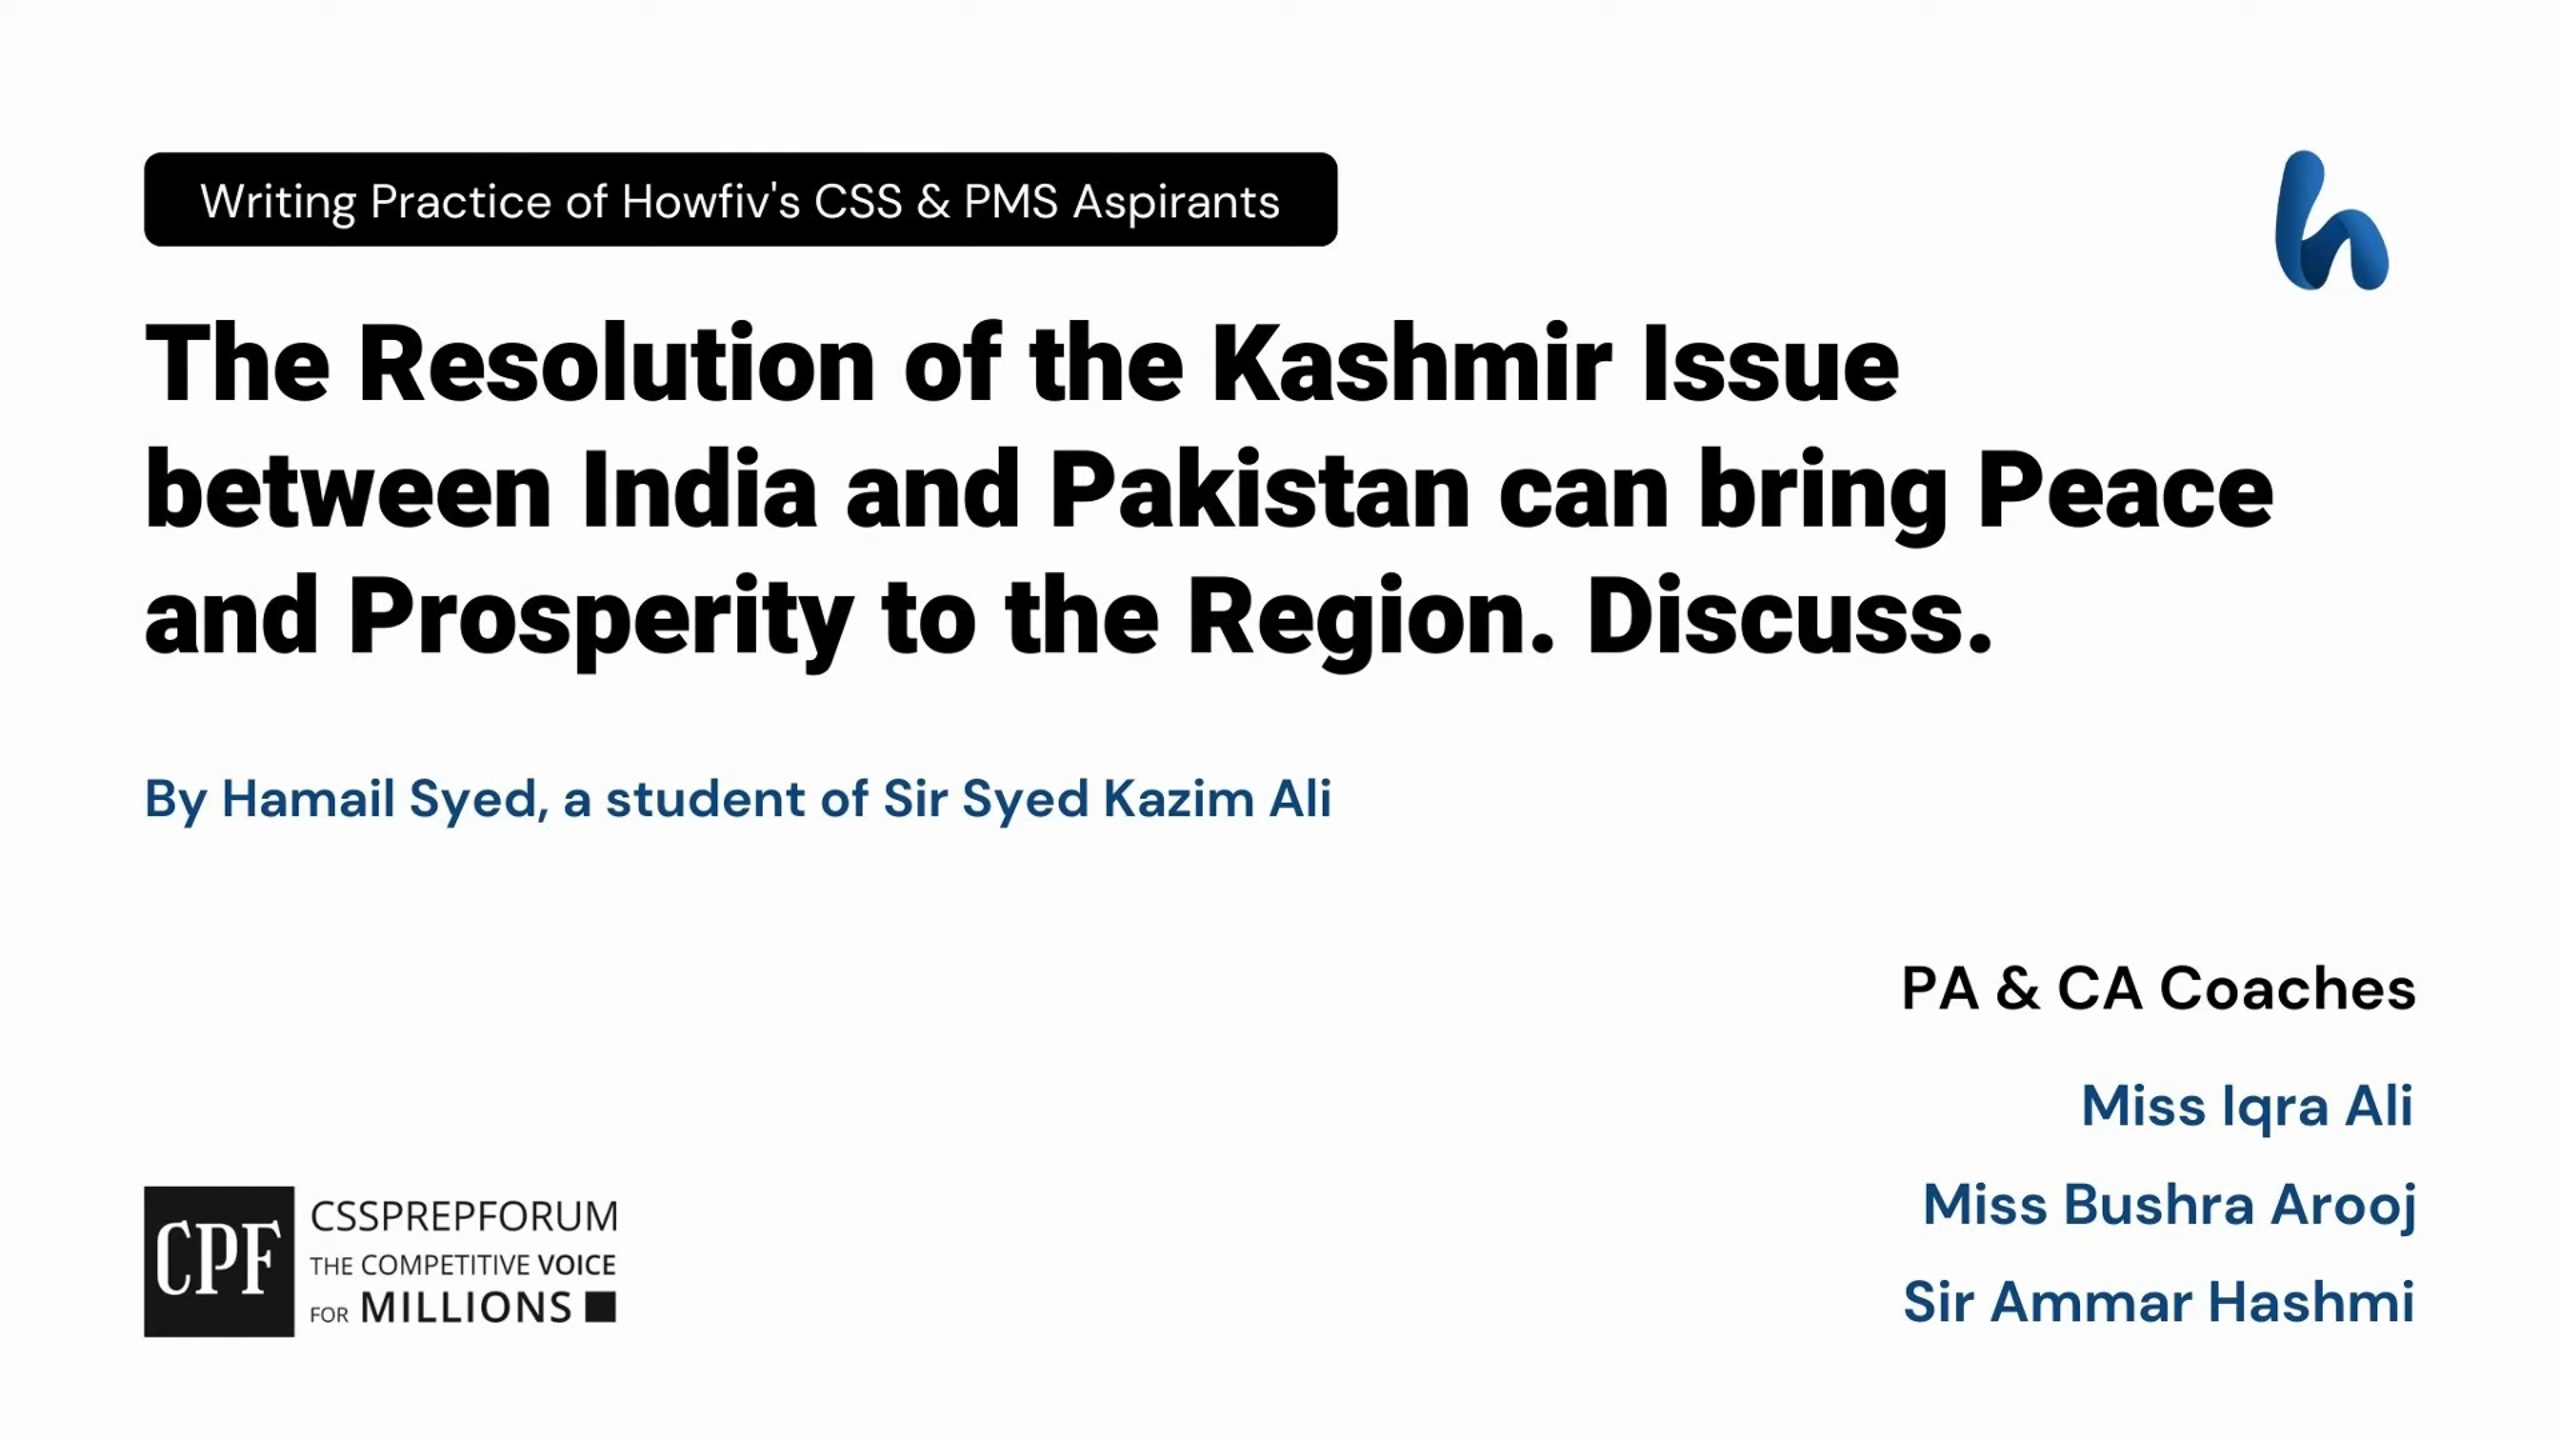 Writing Practice of Howfiv's CSS & PMS Aspirants
The Resolution of the Kashmir Issue
between India and Pakistan can bring Peace
and Prosperity to the Region. Discuss.
By Hamail Syed, a student of Sir Syed Kazim Ali
PA & CA Coaches
Miss Iqra Ali
Miss Bushra Arooj
Sir Ammar Hashmi
CPF
CSSPREPFORUM
THE COMPETITIVE VOICE
FOR MILLIONS